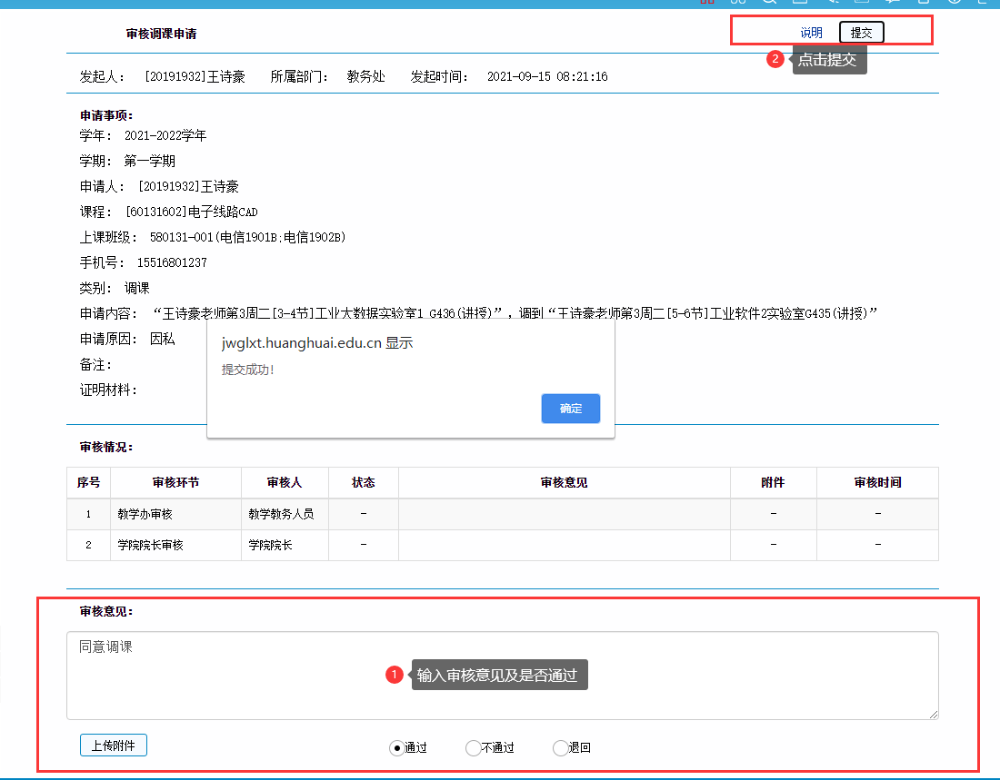 审核调课申请
说明
提交
2 点击提交
发起人： [20191932]王诗豪 所属部门： 教务处 发起时间： 2021-09-15 08:21:16
申请事项：
学年： 2021-2022学年
学期： 第一学期
申请人： [20191932]王诗豪
课程： [60131602]电子线路CAD
上课班级： 580131-001(电信1901B;电信1902B)
手机号： 15516801237
类别： 调课
申请内容： “王诗豪老师第3周二[3-4节]工业大数据实验室1 G436(讲授)”，调到“王诗豪老师第3周二[5-6节]工业软件2实验室G435(讲授)”
申请原因： 因私
备注：
证明材料：
jwglxt.huanghuai.edu.cn 显示
提交成功！
确定
审核情况：
序号 审核环节 审核人 状态 审核意见 附件 审核时间
1 教学办审核 教学教务人员 - - -
2 学院院长审核 学院院长 - - -
审核意见：
同意调课
1 输入审核意见及是否通过
上传附件 通过 不通过 退回